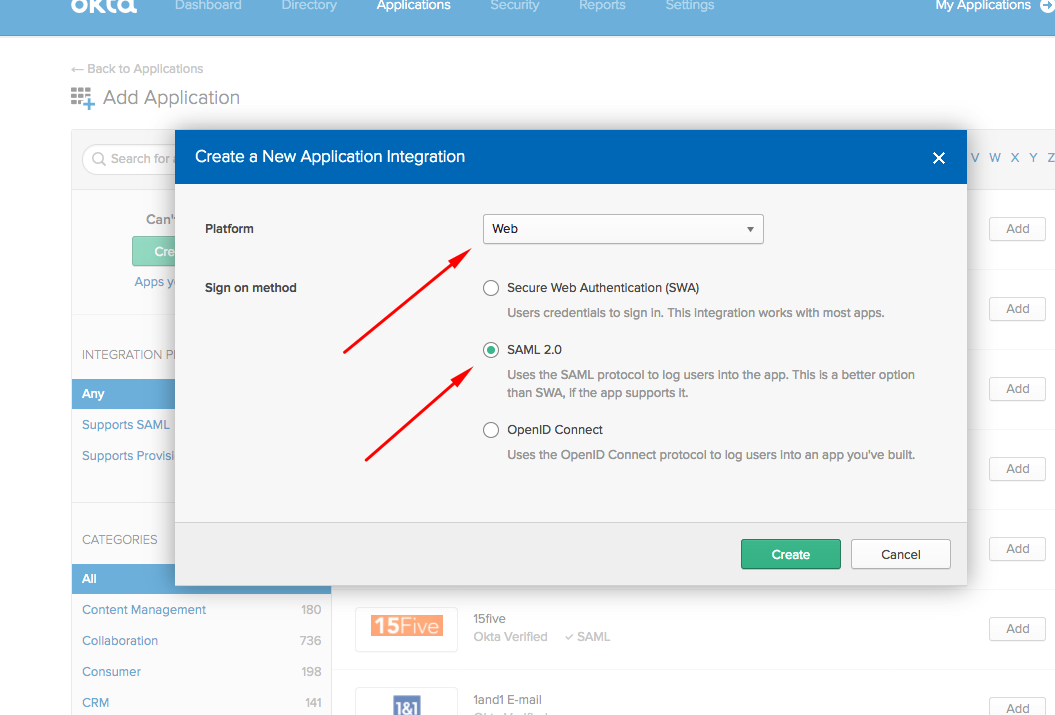 okta Dashboard Directory Applications Security Reports Settings My Applications
← Back to Applications
Add Application
Search for
Create a New Application Integration
V W X Y Z
Can't
Platform
Web
Add
Cre
Apps
Sign on method
Secure Web Authentication (SWA)
Users credentials to sign in. This integration works with most apps.
Add
SAML 2.0
INTEGRATION
Uses the SAML protocol to log users into the app. This is a better option
than SWA, if the app supports it.
Any
Add
Supports SAML
OpenID Connect
Supports
Uses the OpenID Connect protocol to log users into an app you've built.
Add
CATEGORIES
Create
Cancel
Add
All
Content Management 180
15Five
15five
Okta Verified ✓ SAML
Add
Collaboration 736
Consumer 198
CRM 141
1&1
1and1 E-mail
Add